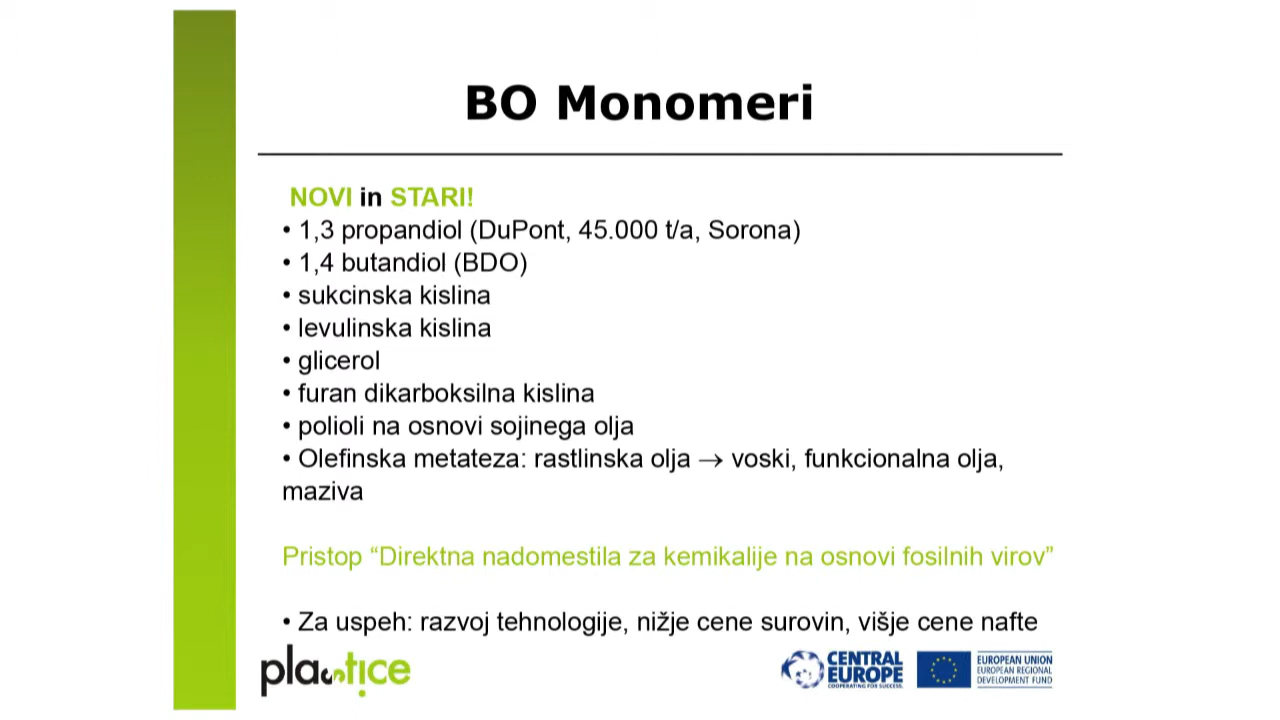 BO Monomeri
NOVI in STARI!
• 1,3 propandiol (DuPont, 45.000 t/a, Sorona)
• 1,4 butandiol (BDO)
• sukcinska kislina
• levulinska kislina
• glicerol
• furan dikarboksilna kislina
• polioli na osnovi sojinega olja
• Olefinska metateza: rastlinska olja → voski, funkcionalna olja,
maziva
Pristop “Direktna nadomestila za kemikalije na osnovi fosilnih virov”
• Za uspeh: razvoj tehnologije, nižje cene surovin, višje cene nafte
plastice
CENTRAL
EUROPE
COOPERATING FOR SUCCESS.
EUROPEAN UNION
EUROPEAN REGIONAL
DEVELOPMENT FUND